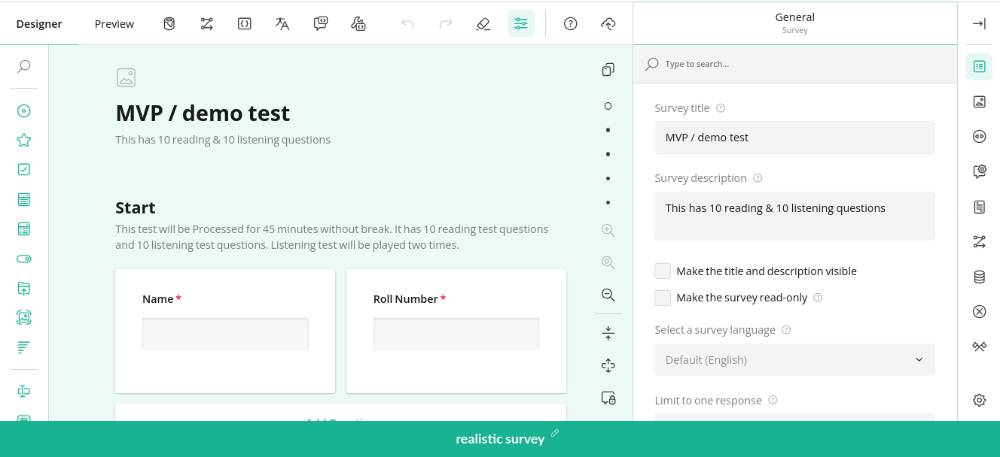 Designer
Preview
General
Survey
Type to search...
MVP / demo test
This has 10 reading & 10 listening questions
Start
This test will be Processed for 45 minutes without break. It has 10 reading test questions
and 10 listening test questions. Listening test will be played two times.
Name *
Roll Number *
Survey title
MVP / demo test
Survey description
This has 10 reading & 10 listening questions
Make the title and description visible
Make the survey read-only
Select a survey language
Default (English)
Limit to one response
realistic survey